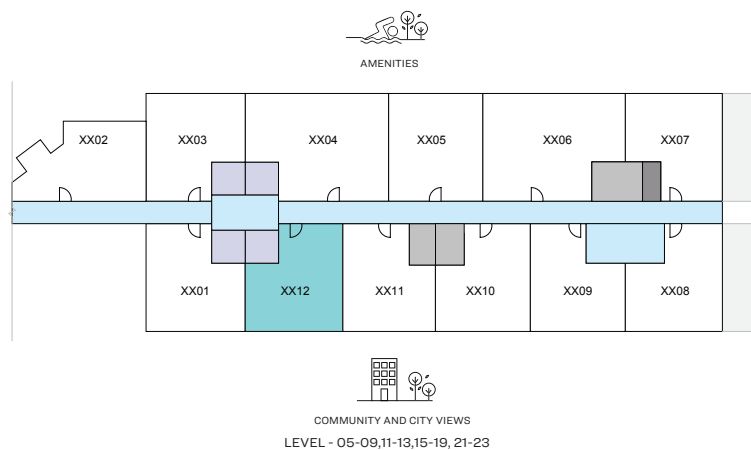 AMENITIES
XX02
XX03
XX04
XX05
XX06
XX07
XX01
XX12
XX11
XX10
XX09
XX08
COMMUNITY AND CITY VIEWS
LEVEL - 05-09,11-13,15-19, 21-23